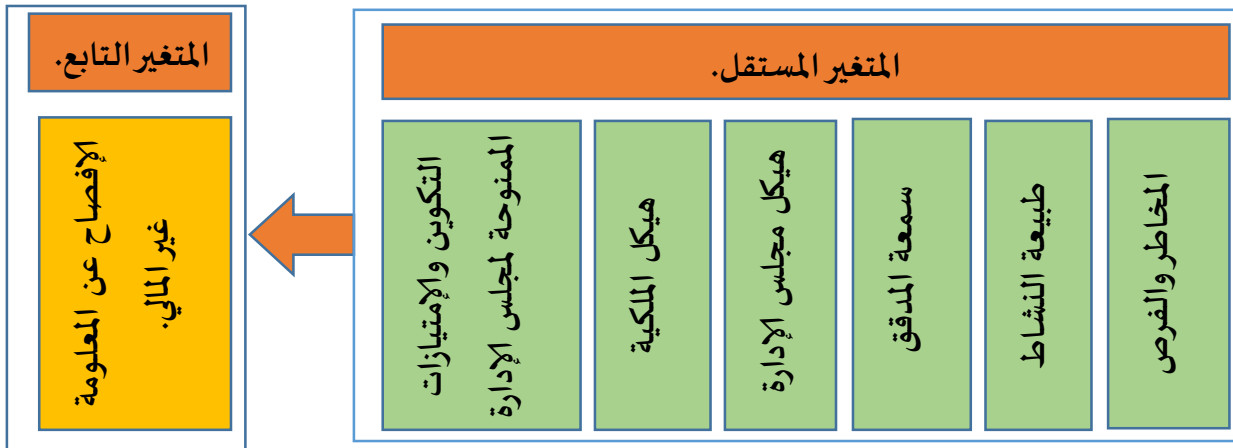 المتغير المستقل.
المتغير التابع.
المخاطر والفرص
طبيعة النشاط
سمعة المدقق
هيكل مجلس الإدارة
هيكل الملكية
التكوين والإمتيازات
الممنوحة لمجلس الإدارة
الإفصاح عن المعلومة
غير المالي.